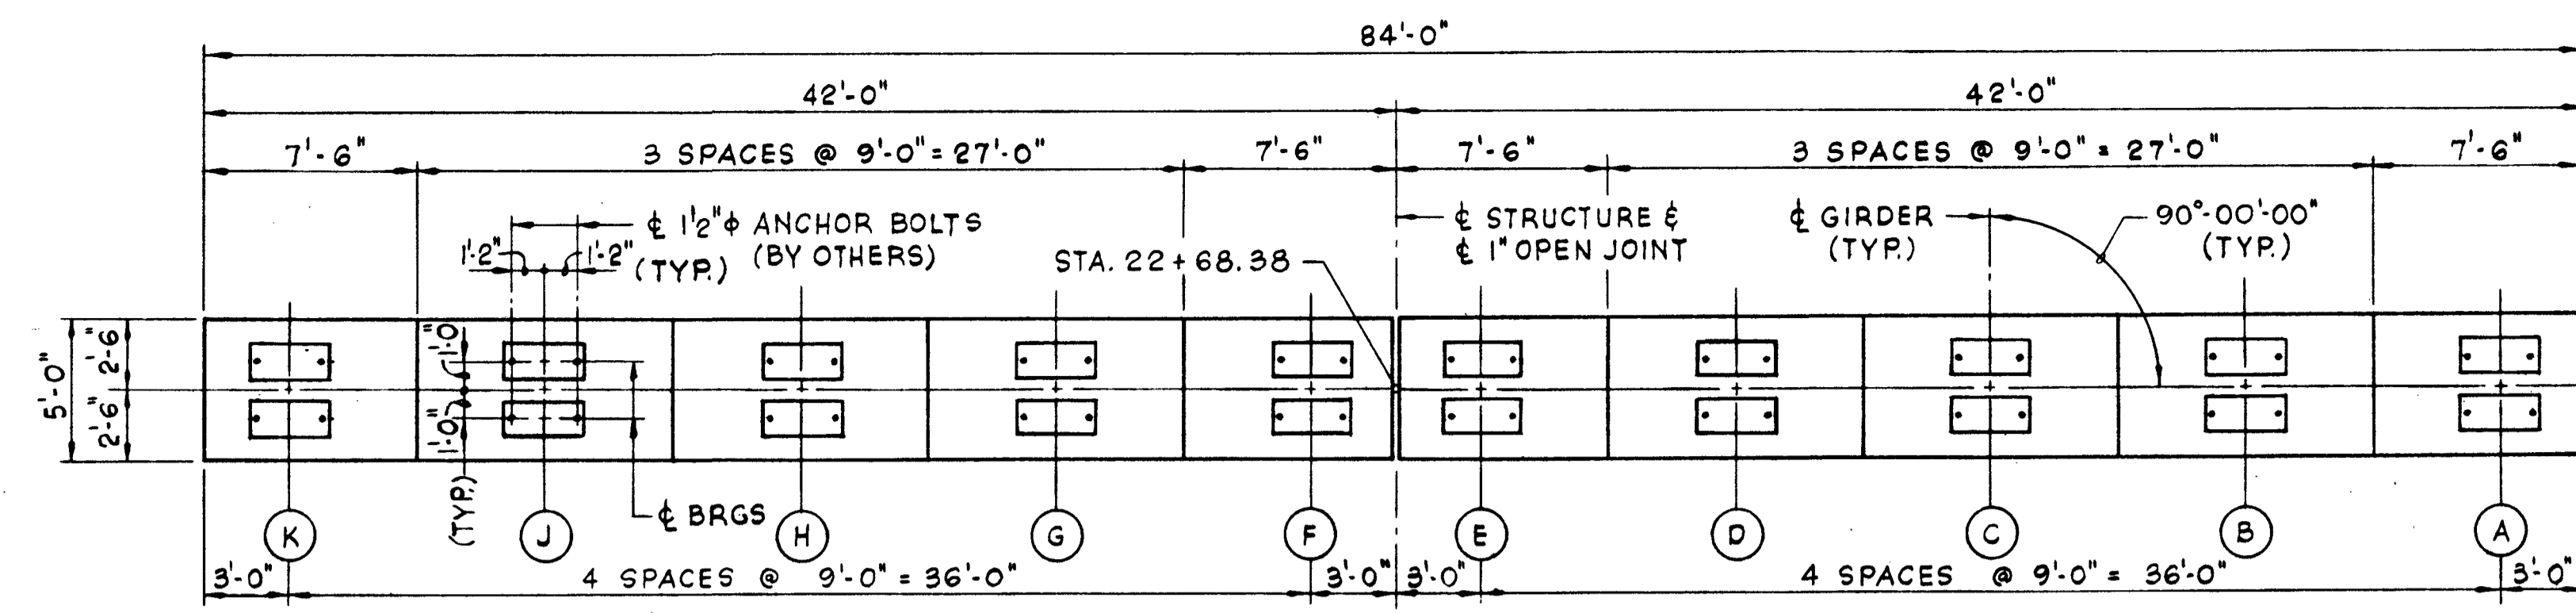 84'-0"
42'-0"
42'-0"
7'-6"
3 SPACES @ 9'-0" = 27'-0"
7'-6"
7'-6"
3 SPACES @ 9'-0" = 27'-0"
7'-6"
℄ 1'2"ϕ ANCHOR BOLTS
(BY OTHERS)
1'-2"
1'-2"
(TYP.)
℄ STRUCTURE &
℄ 1" OPEN JOINT
STA. 22+68.38
℄ GIRDER
(TYP.)
90°-00'-00"
(TYP.)
5'-0"
2'-6"
2'-6"
1'-0"
1'-0"
(TYP.)
℄ BRGS
K
J
H
G
F
E
D
C
B
A
3'-0"
4 SPACES @ 9'-0" = 36'-0"
3'-0"
3'-0"
4 SPACES @ 9'-0" = 36'-0"
3'-0"